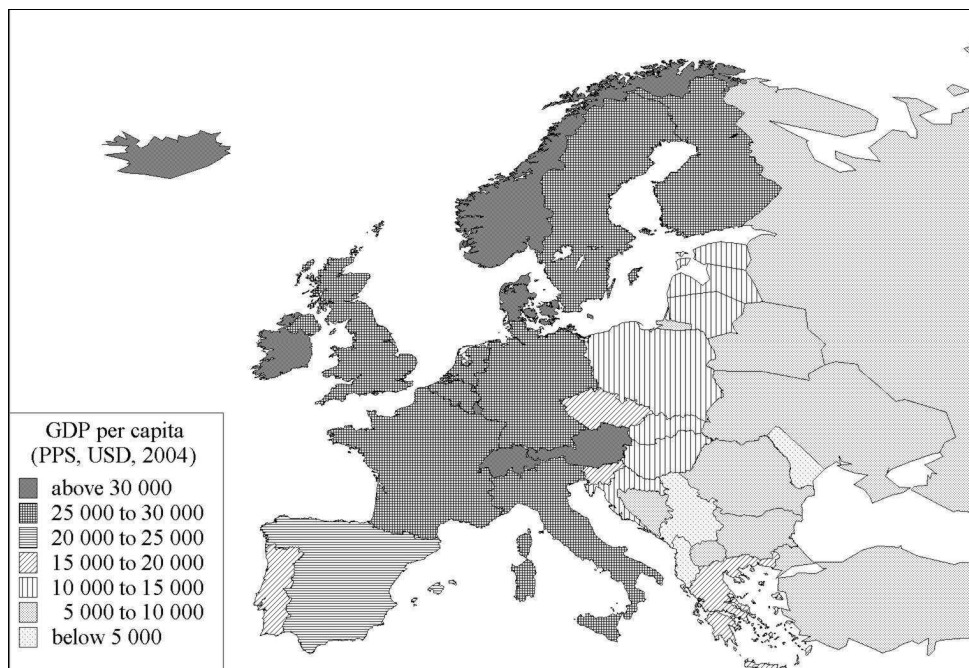 GDP per capita
(PPS, USD, 2004)
above 30 000
25 000 to 30 000
20 000 to 25 000
15 000 to 20 000
10 000 to 15 000
5 000 to 10 000
below 5 000